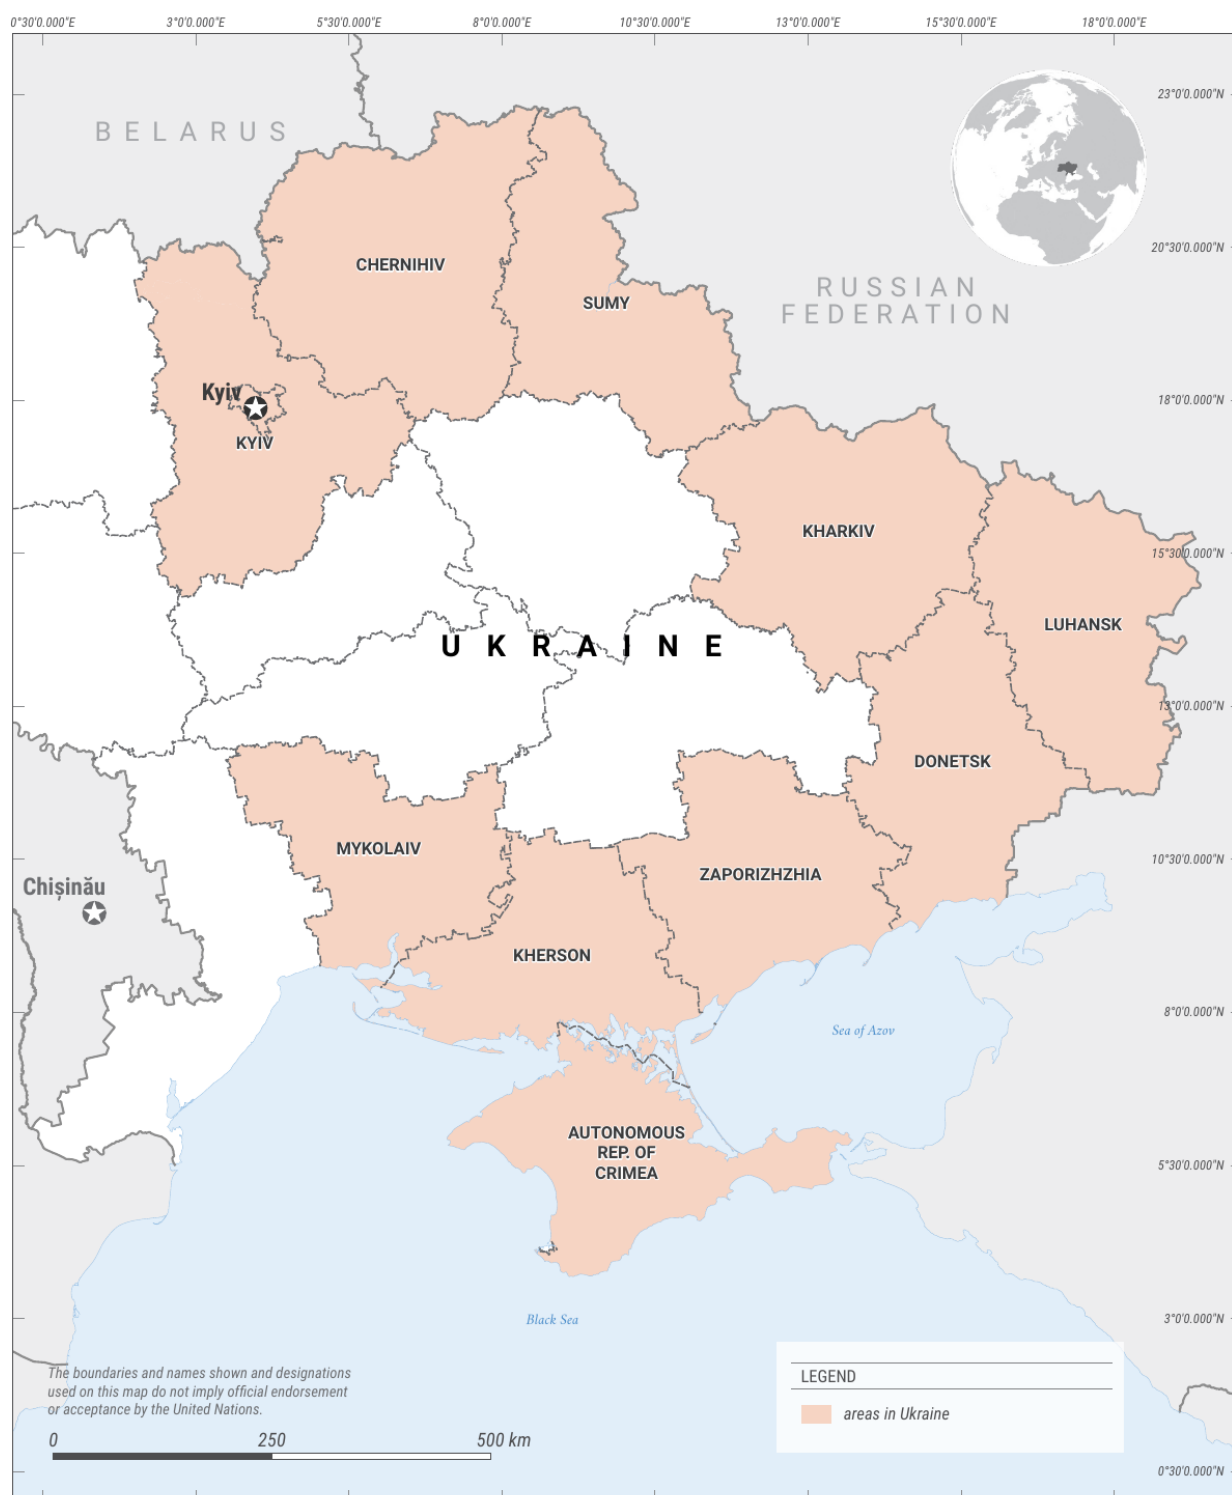 0°30'0.000"E 3°0'0.000"E 5°30'0.000"E 8°0'0.000"E 10°30'0.000"E 13°0'0.000"E 15°30'0.000"E 18°0'0.000"E
23°0'0.000"N
BELARUS
20°30'0.000"N
CHERNIHIV
RUSSIAN
FEDERATION
SUMY
Kyiv
18°0'0.000"N
KYIV
KHARKIV
15°30'0.000"N
LUHANSK
UKRAINE
13°0'0.000"N
DONETSK
MYKOLAIV
10°30'0.000"N
ZAPORIZHZHIA
Chișinău
KHERSON
8°0'0.000"N
Sea of Azov
AUTONOMOUS
REP. OF
CRIMEA
5°30'0.000"N
Black Sea
3°0'0.000"N
The boundaries and names shown and designations
used on this map do not imply official endorsement
or acceptance by the United Nations.
LEGEND
areas in Ukraine
0 250 500 km
0°30'0.000"N